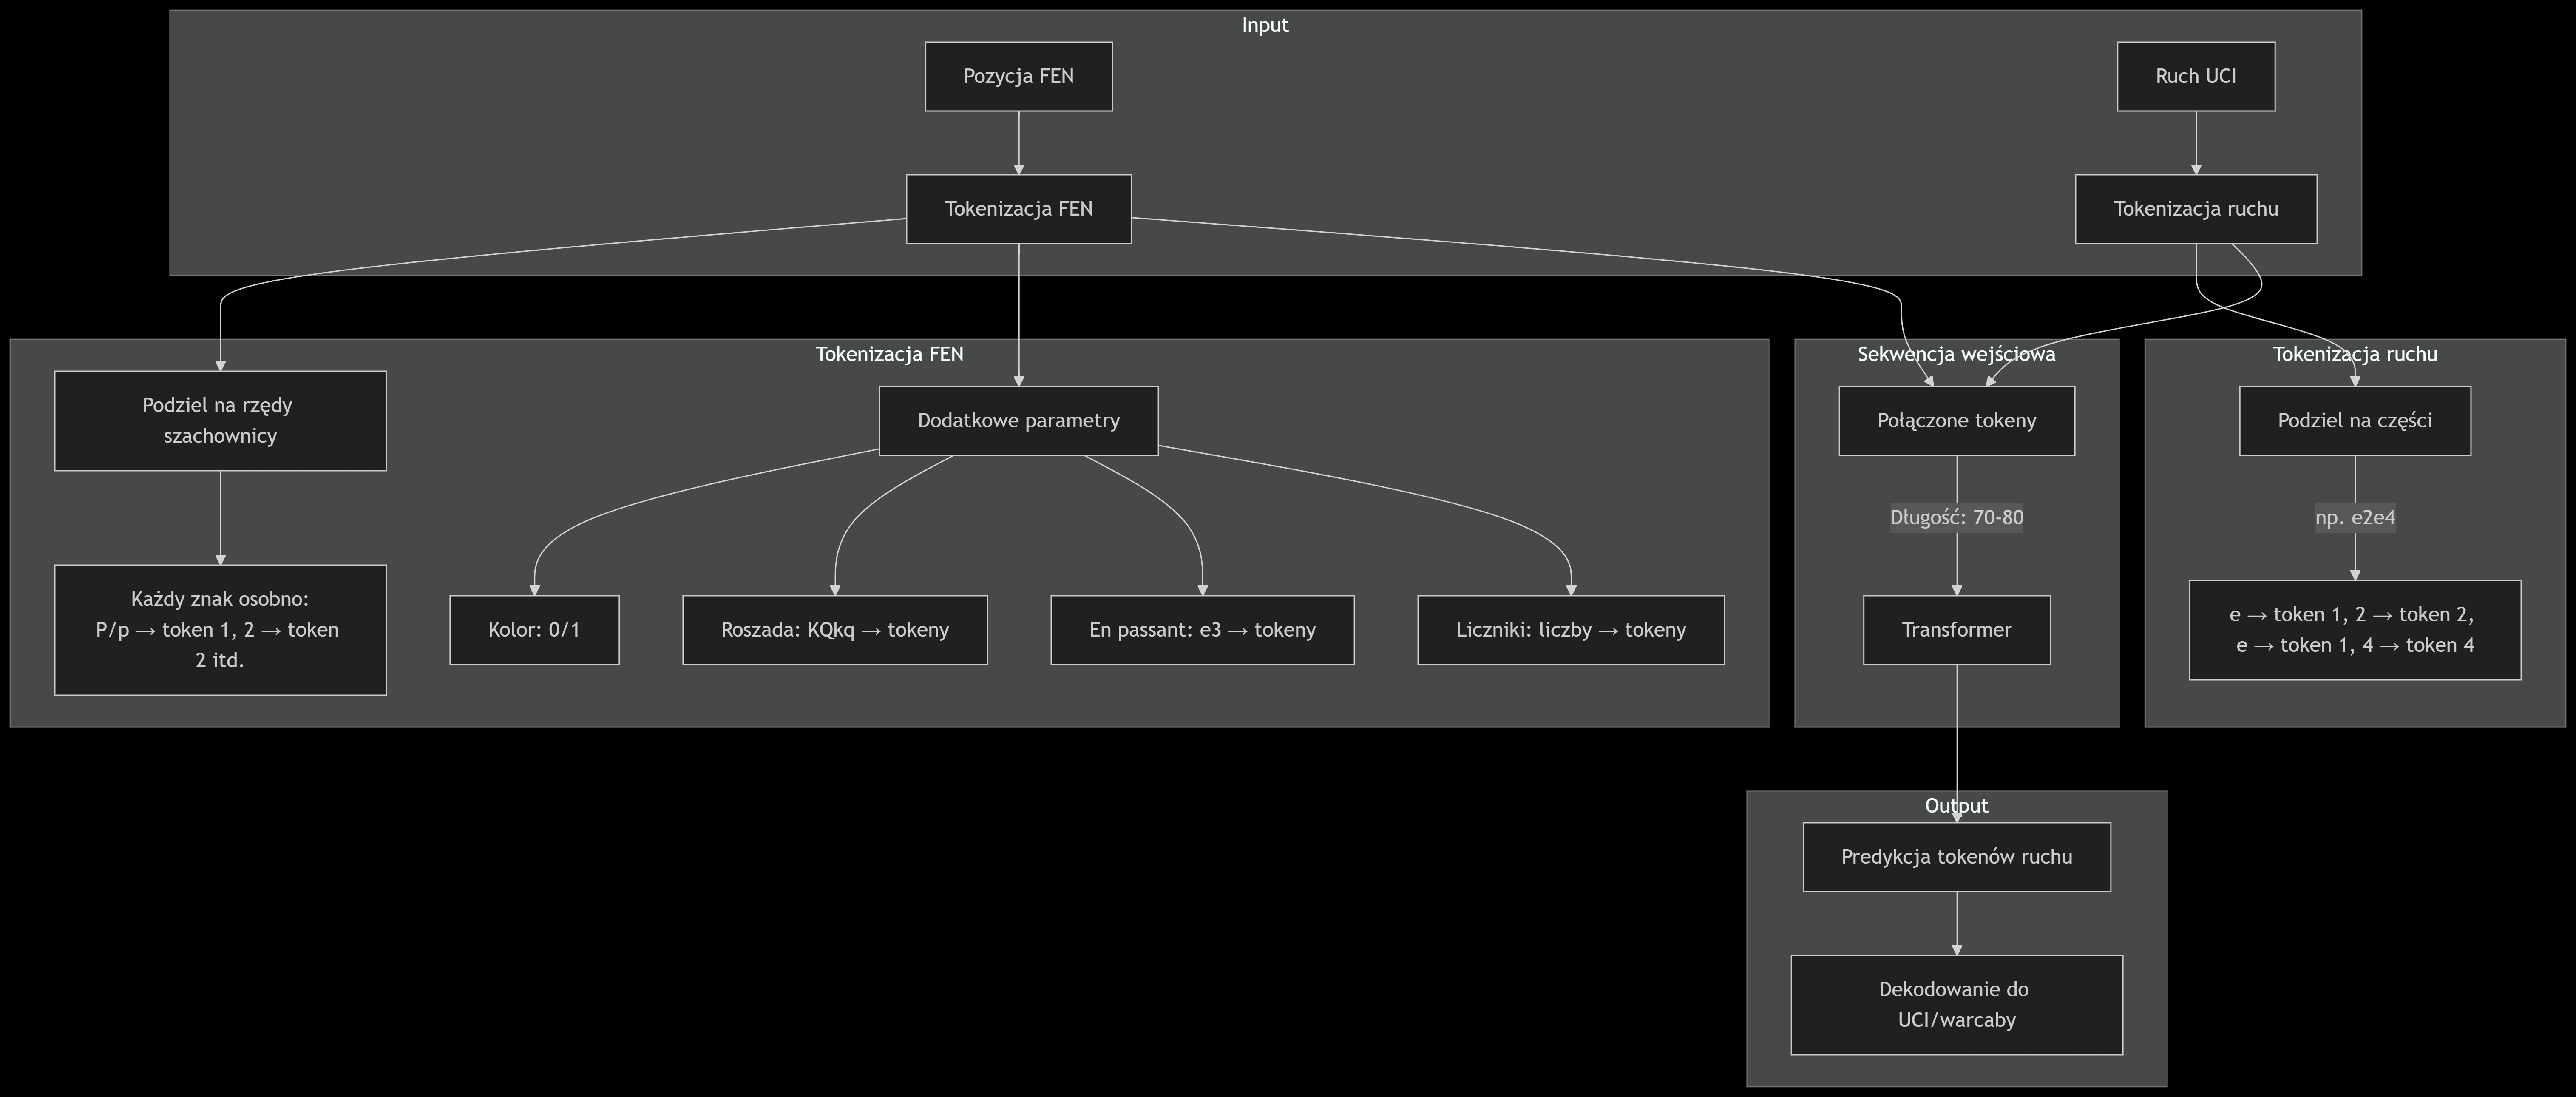 Input
Pozycja FEN
Ruch UCI
Tokenizacja FEN
Tokenizacja ruchu
Tokenizacja FEN
Podziel na rzędy
szachownicy
Dodatkowe parametry
Każdy znak osobno:
P/p → token 1, 2 → token
2 itd.
Kolor: 0/1
Roszada: KQkq → tokeny
En passant: e3 → tokeny
Liczniki: liczby → tokeny
Sekwencja wejściowa
Połączone tokeny
Długość: 70-80
Transformer
Tokenizacja ruchu
Podziel na części
np. e2e4
e → token 1, 2 → token 2,
e → token 1, 4 → token 4
Output
Predykcja tokenów ruchu
Dekodowanie do
UCI/warcaby